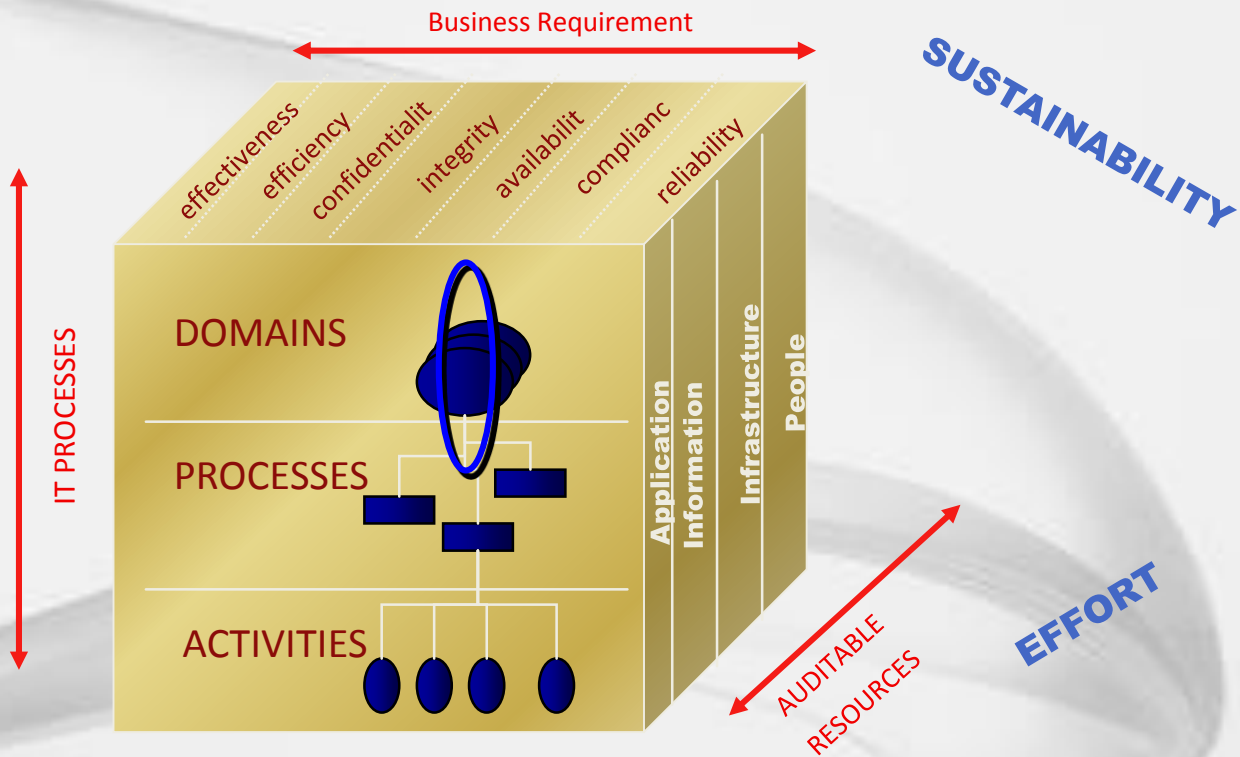 Business Requirement
SUSTAINABILITY
effectiveness
efficiency
confidentialit
integrity
availabilit
complianc
reliability
IT PROCESSES
DOMAINS
PROCESSES
ACTIVITIES
Application
Information
Infrastructure
People
AUDITABLE
RESOURCES
EFFORT